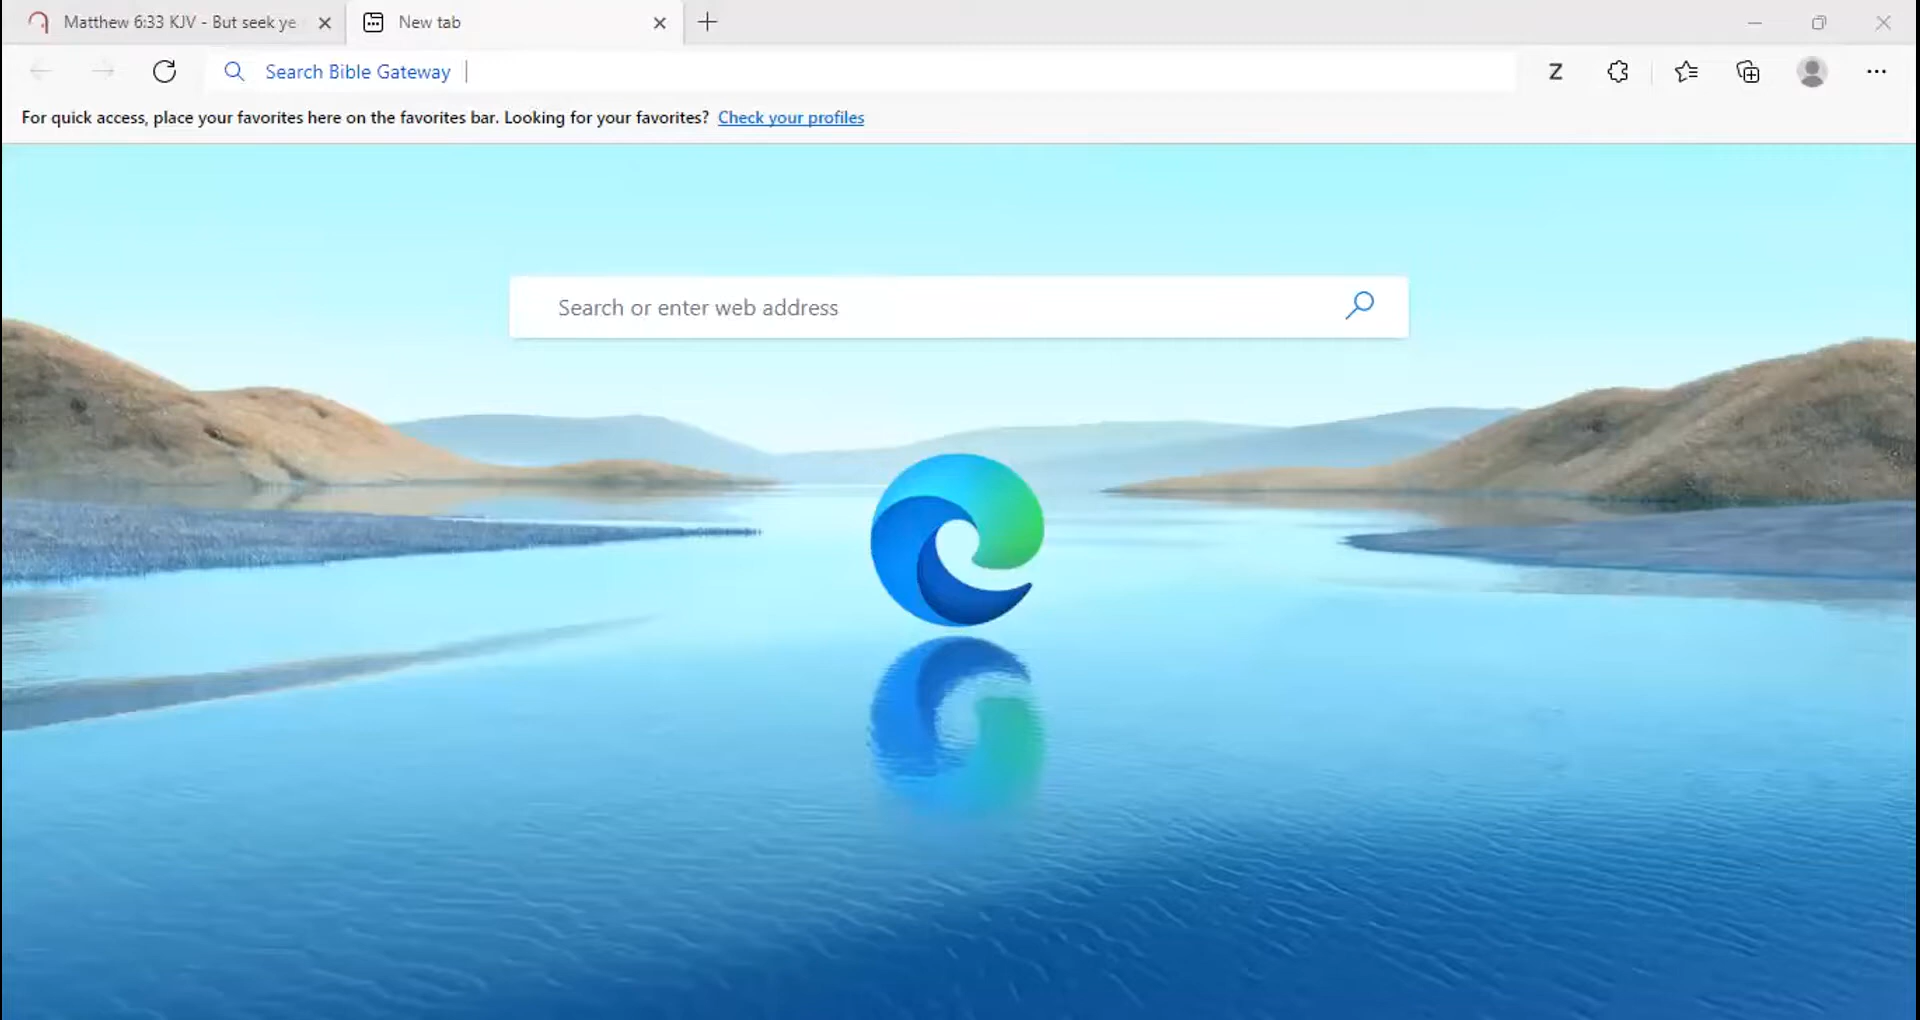 Matthew 6:33 KJV - But seek ye
New tab
Search Bible Gateway
Z
For quick access, place your favorites here on the favorites bar. Looking for your favorites? Check your profiles
Search or enter web address